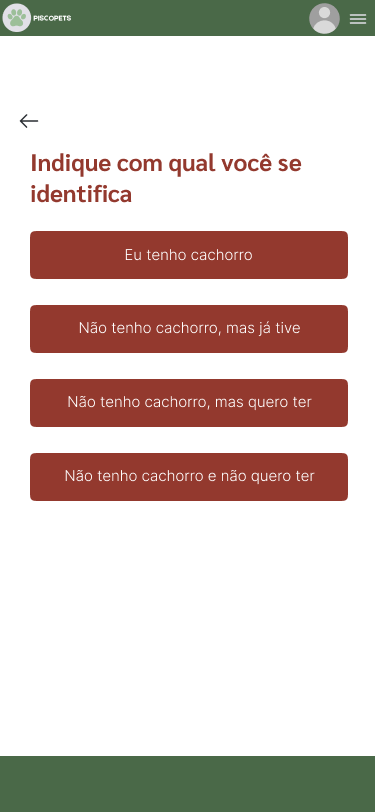 PISCOPETS
Indique com qual você se
identifica
Eu tenho cachorro
Não tenho cachorro, mas já tive
Não tenho cachorro, mas quero ter
Não tenho cachorro e não quero ter